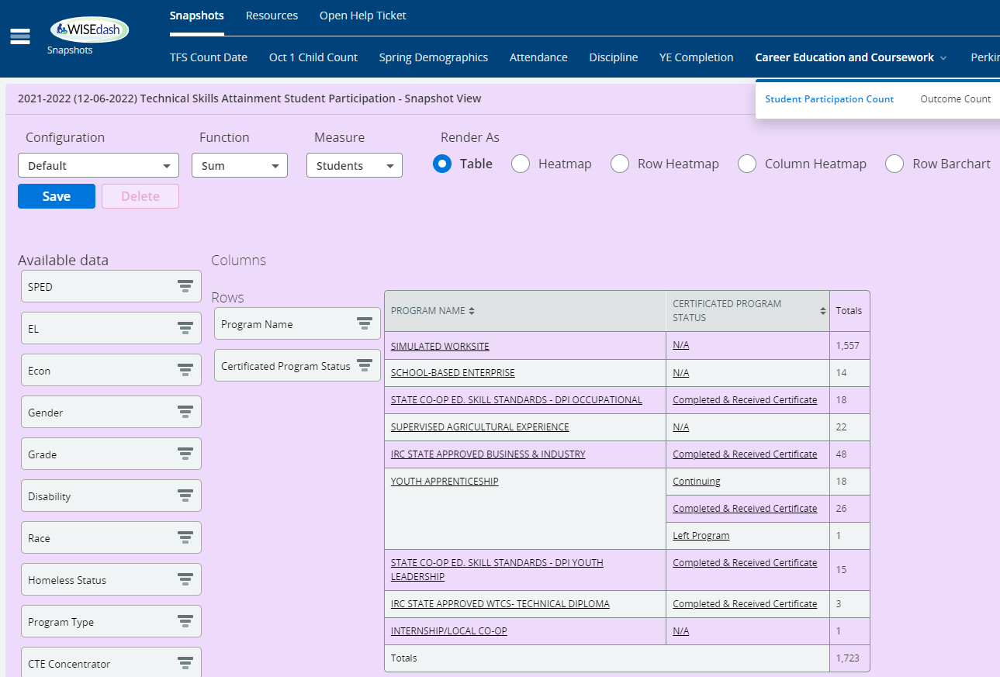 Snapshots Resources Open Help Ticket
WISEdash
Snapshots
TFS Count Date Oct 1 Child Count Spring Demographics Attendance Discipline YE Completion Career Education and Coursework Perkin
Student Participation Count Outcome Count
2021-2022 (12-06-2022) Technical Skills Attainment Student Participation - Snapshot View
Configuration Function Measure Render As
Default Sum Students Table Heatmap Row Heatmap Column Heatmap Row Barchart
Save Delete
Available data
SPED
EL
Econ
Gender
Grade
Disability
Race
Homeless Status
Program Type
CTE Concentrator
Columns
Rows
Program Name
Certificated Program Status
PROGRAM NAME CERTIFICATED PROGRAM
STATUS Totals
SIMULATED WORKSITE N/A 1,557
SCHOOL-BASED ENTERPRISE N/A 14
STATE CO-OP ED. SKILL STANDARDS - DPI OCCUPATIONAL Completed & Received Certificate 18
SUPERVISED AGRICULTURAL EXPERIENCE N/A 22
IRC STATE APPROVED BUSINESS & INDUSTRY Completed & Received Certificate 48
YOUTH APPRENTICESHIP Continuing 18
Completed & Received Certificate 26
Left Program 1
STATE CO-OP ED. SKILL STANDARDS - DPI YOUTH
LEADERSHIP Completed & Received Certificate 15
IRC STATE APPROVED WTCS- TECHNICAL DIPLOMA Completed & Received Certificate 3
INTERNSHIP/LOCAL CO-OP N/A 1
Totals 1,723